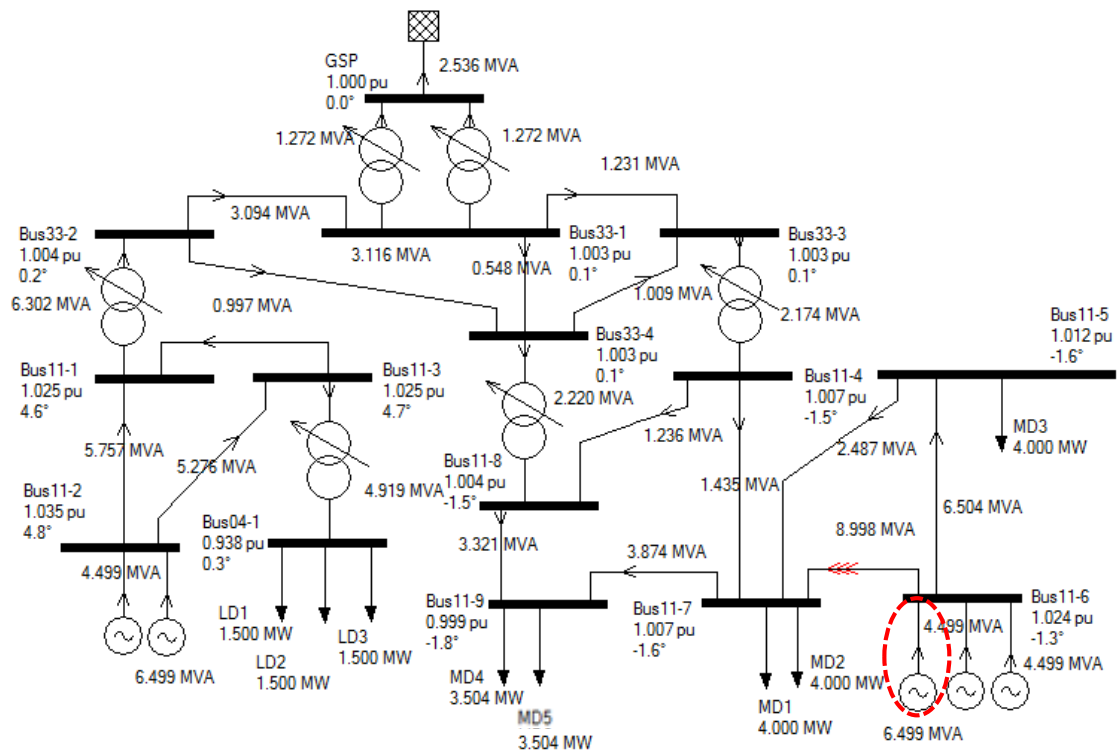 GSP
1.000 pu
0.0°
2.536 MVA
1.272 MVA
1.272 MVA
1.231 MVA
3.094 MVA
Bus33-2
1.004 pu
0.2°
6.302 MVA
3.116 MVA
0.548 MVA
Bus33-1
1.003 pu
0.1°
Bus33-3
1.003 pu
0.1°
0.997 MVA
1.009 MVA
2.174 MVA
Bus33-4
1.003 pu
0.1°
Bus11-5
1.012 pu
-1.6°
Bus11-1
1.025 pu
4.6°
Bus11-3
1.025 pu
4.7°
2.220 MVA
Bus11-4
1.007 pu
-1.5°
5.757 MVA
5.276 MVA
4.919 MVA
1.236 MVA
1.435 MVA
2.487 MVA
MD3
4.000 MW
Bus11-8
1.004 pu
-1.5°
6.504 MVA
Bus11-2
1.035 pu
4.8°
Bus04-1
0.938 pu
0.3°
3.321 MVA
3.874 MVA
8.998 MVA
4.499 MVA
6.499 MVA
LD1
1.500 MW
LD2
1.500 MW
LD3
1.500 MW
Bus11-9
0.999 pu
-1.8°
MD4
3.504 MW
MD5
3.504 MW
Bus11-7
1.007 pu
-1.6°
MD1
4.000 MW
MD2
4.000 MW
Bus11-6
1.024 pu
-1.3°
4.499 MVA
4.499 MVA
6.499 MVA